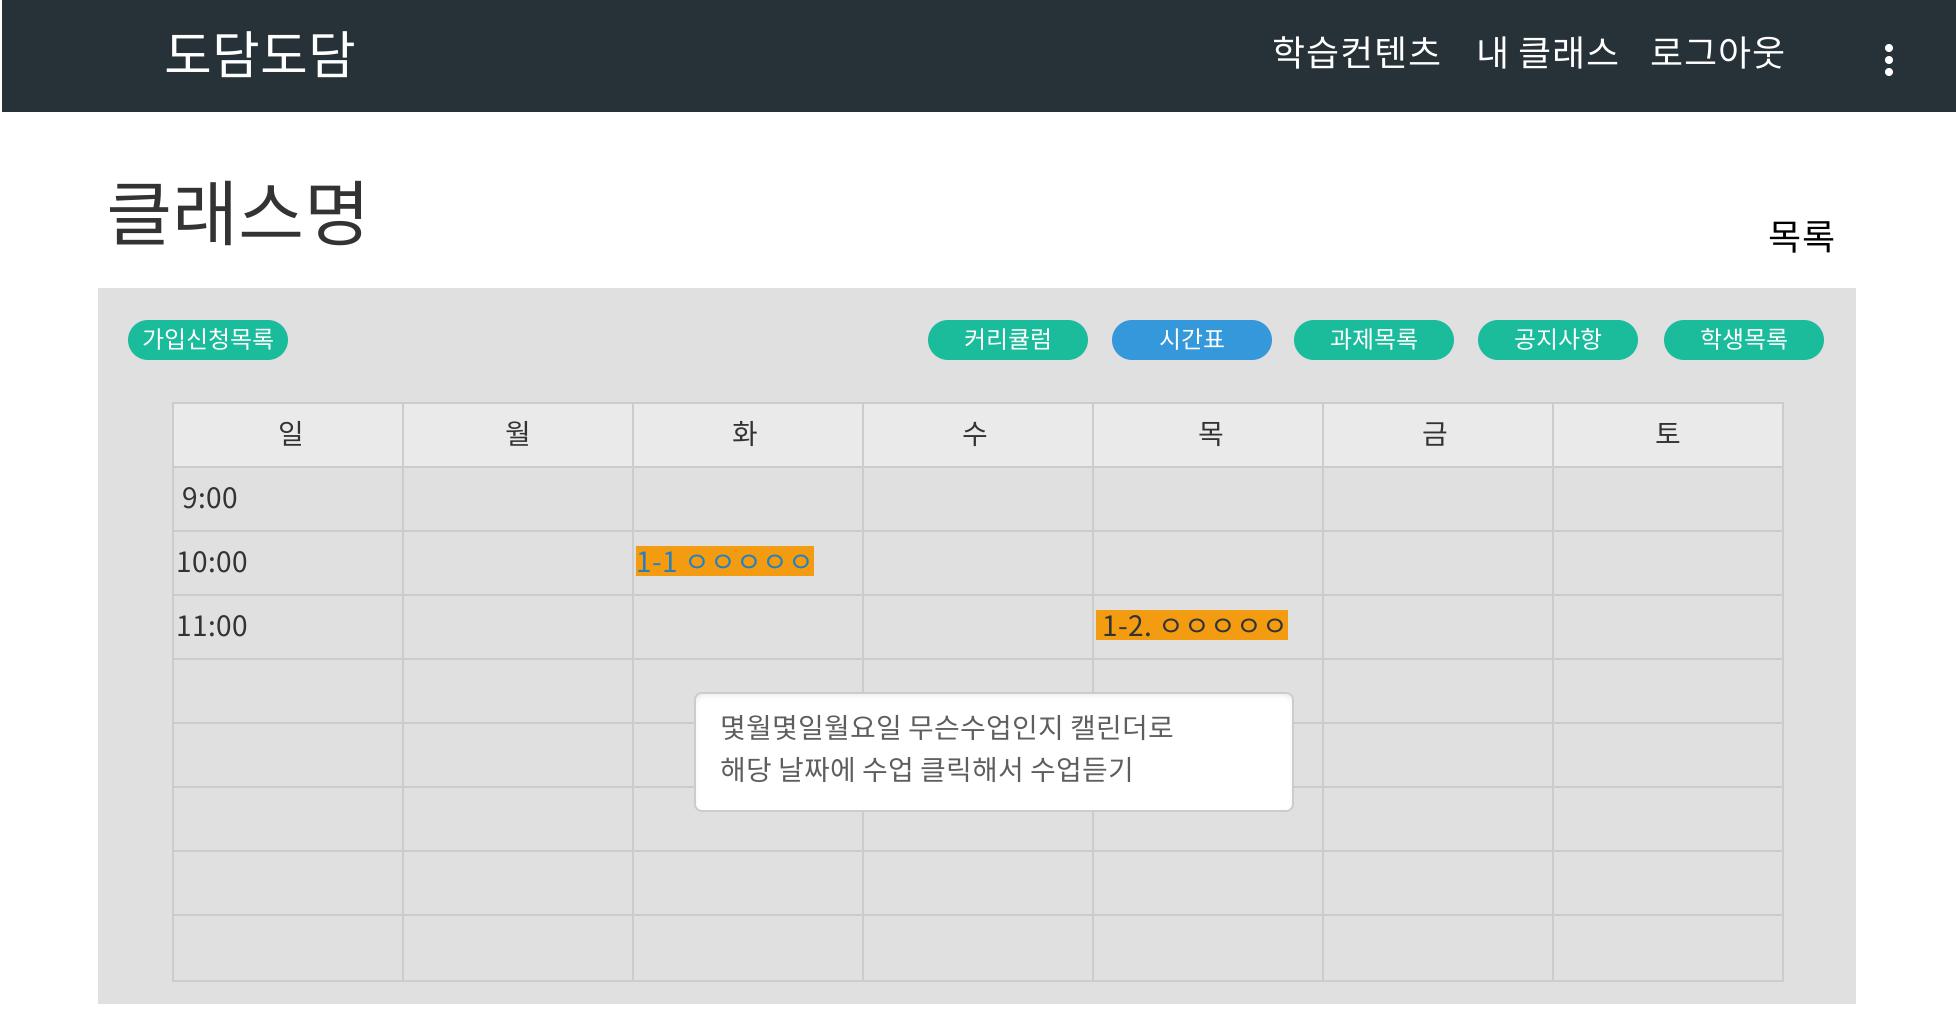 도담도담
학습컨텐츠 내 클래스 로그아웃
클래스명
목록
가입신청목록 커리큘럼 시간표 과제목록 공지사항 학생목록
일 월 화 수 목 금 토
9:00
10:00 1-1 ㅇㅇㅇㅇㅇ
11:00 1-2. ㅇㅇㅇㅇㅇ
몇월몇일월요일 무슨수업인지 캘린더로
해당 날짜에 수업 클릭해서 수업듣기